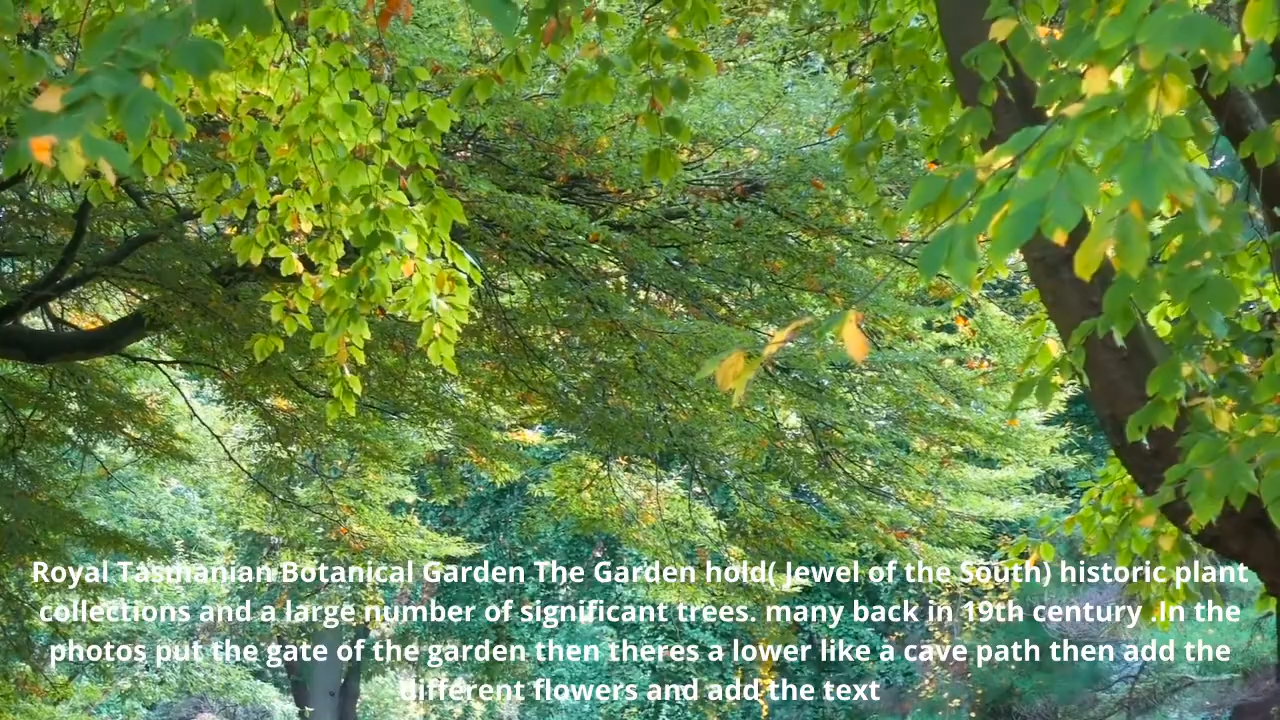 Royal Tasmanian Botanical Garden The Garden hold( Jewel of the South) historic plant
collections and a large number of significant trees. many back in 19th century .In the
photos put the gate of the garden then theres a lower like a cave path then add the
different flowers and add the text